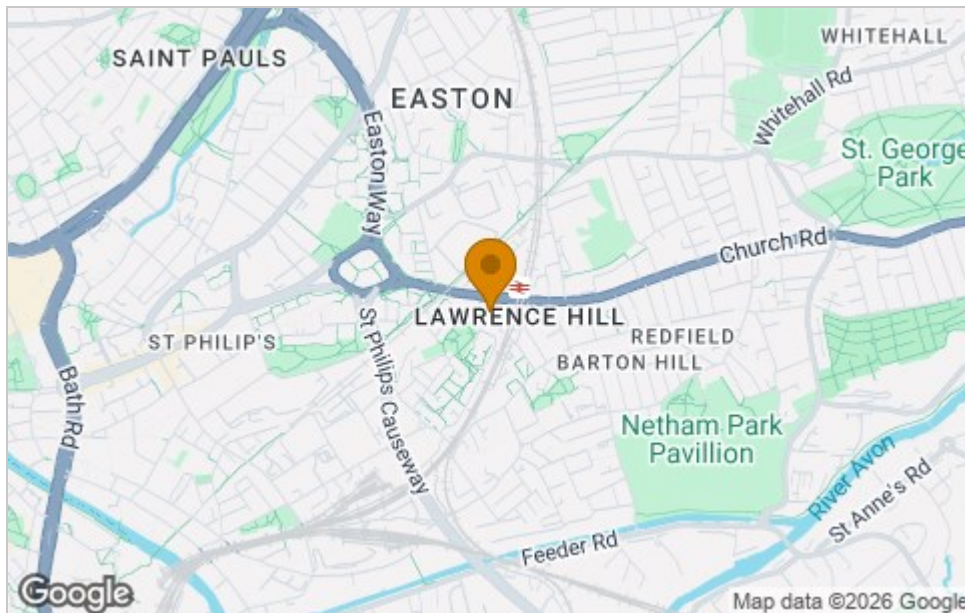 WHITEHALL
SAINT PAULS
EASTON
Whitehall Rd
Easton Way
St. George
Park
Church Rd
LAWRENCE HILL
ST PHILIP'S
REDFIELD
BARTON HILL
Bath Rd
St Philips Causeway
Netham Park
Pavillion
River Avon
St Anne's Rd
Feeder Rd
Google
Map data ©2026 Google